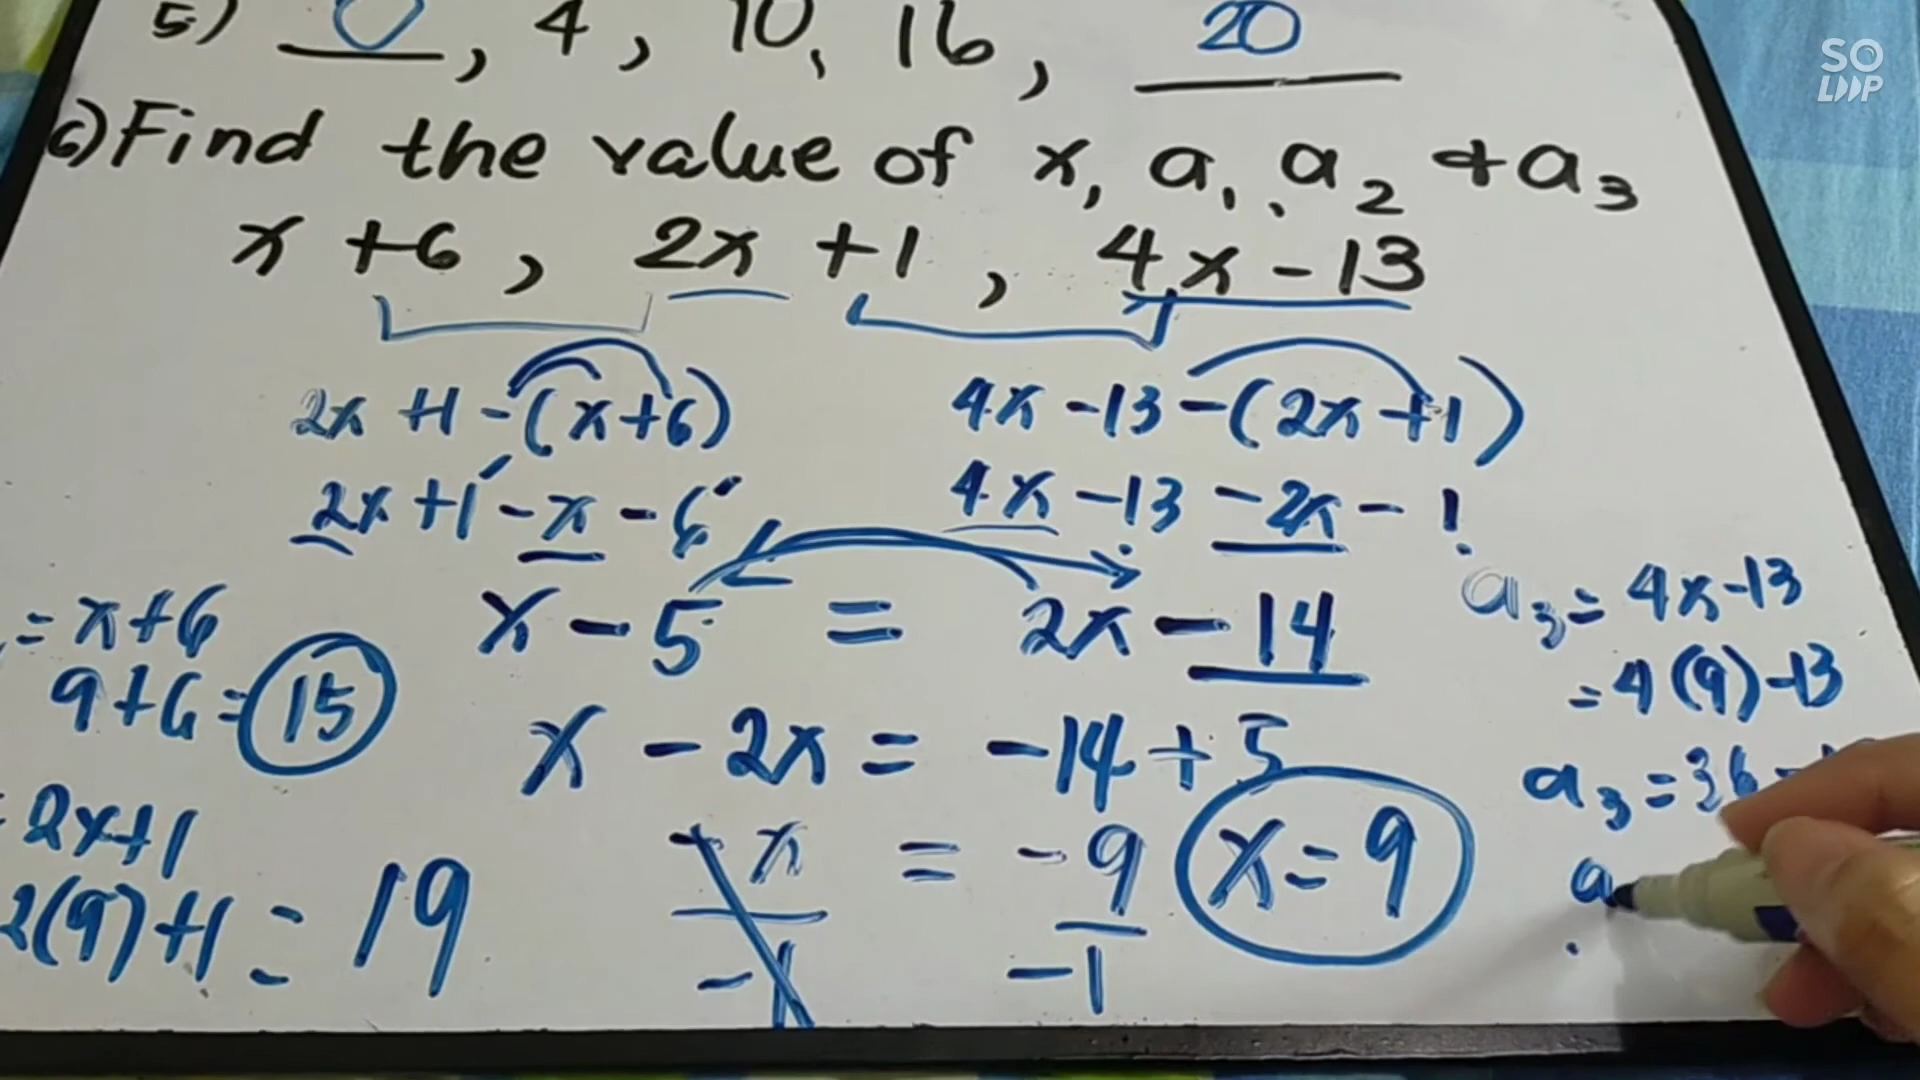 5) 0, 4, 10, 16, 20
6) Find the value of x, a₁, a₂ & a₃
x + 6, 2x + 1, 4x - 13
2x + 1 - (x + 6)
4x - 13 - (2x + 1)
2x + 1 - x - 6
4x - 13 - 2x - 1
x - 5 = 2x - 14
x - 2x = -14 + 5
-x = -9
-1 -1
x = 9
= x + 6
9 + 6 = 15
= 2x + 1
2(9) + 1 = 19
a₃ = 4x - 13
= 4(9) - 13
a₃ = 36 -
a
SO
LOOP